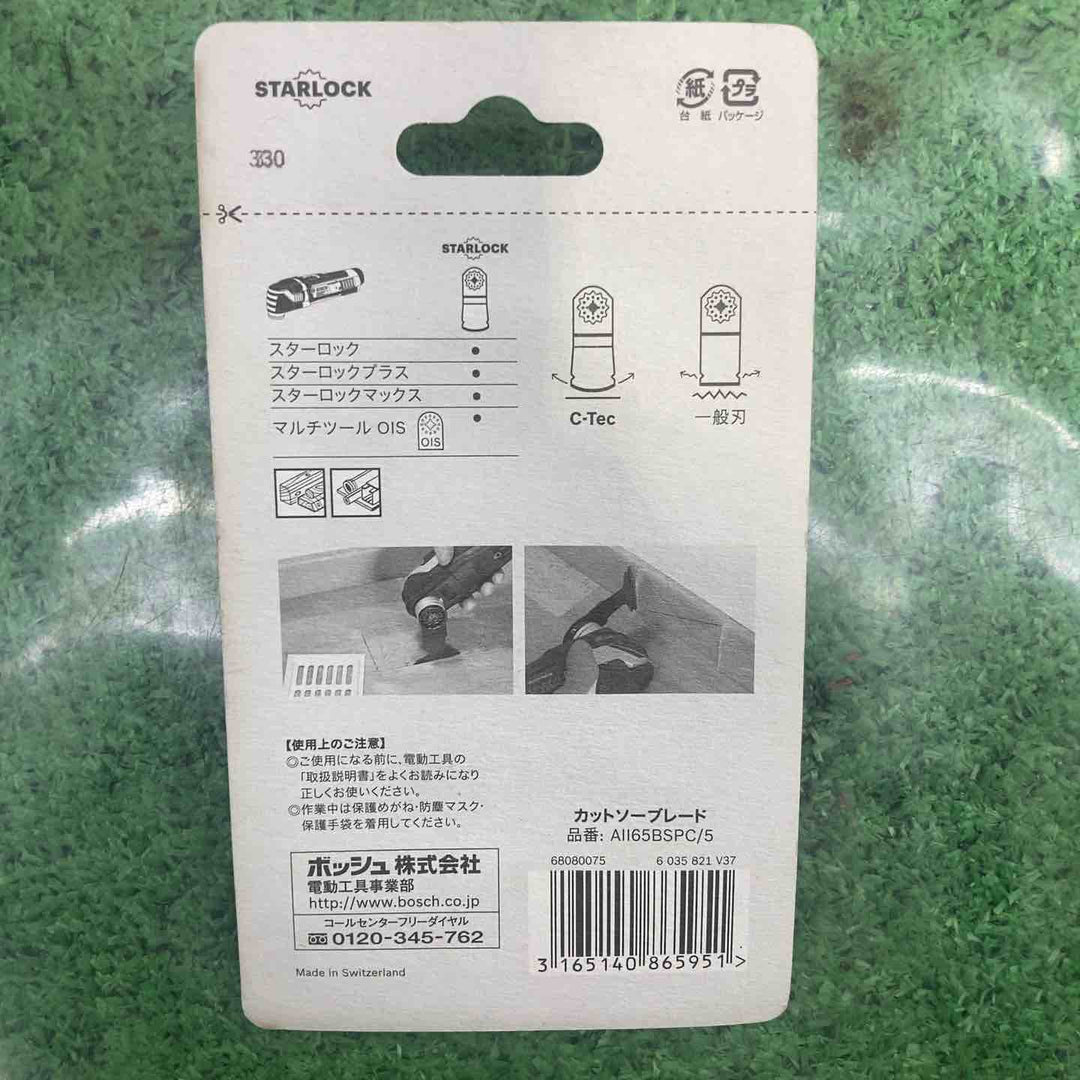 STARLOCK
紙
プラ
台 紙 パッケージ
330
STARLOCK
スターロック
スターロックプラス
スターロックマックス
マルチツール OIS
OIS
C-Tec
一般刃
【使用上のご注意】
◎ご使用になる前に、電動工具の
「取扱説明書」をよくお読みになり
正しくお使いください。
◎作業中は保護めがね・防塵マスク・
保護手袋を着用してください。
ボッシュ株式会社
電動工具事業部
http://www.bosch.co.jp
コールセンターフリーダイヤル
0120-345-762
Made in Switzerland
カットソーブレード
品番: AII65BSPC/5
68080075 6 035 821 V37
3 165140 865951 >